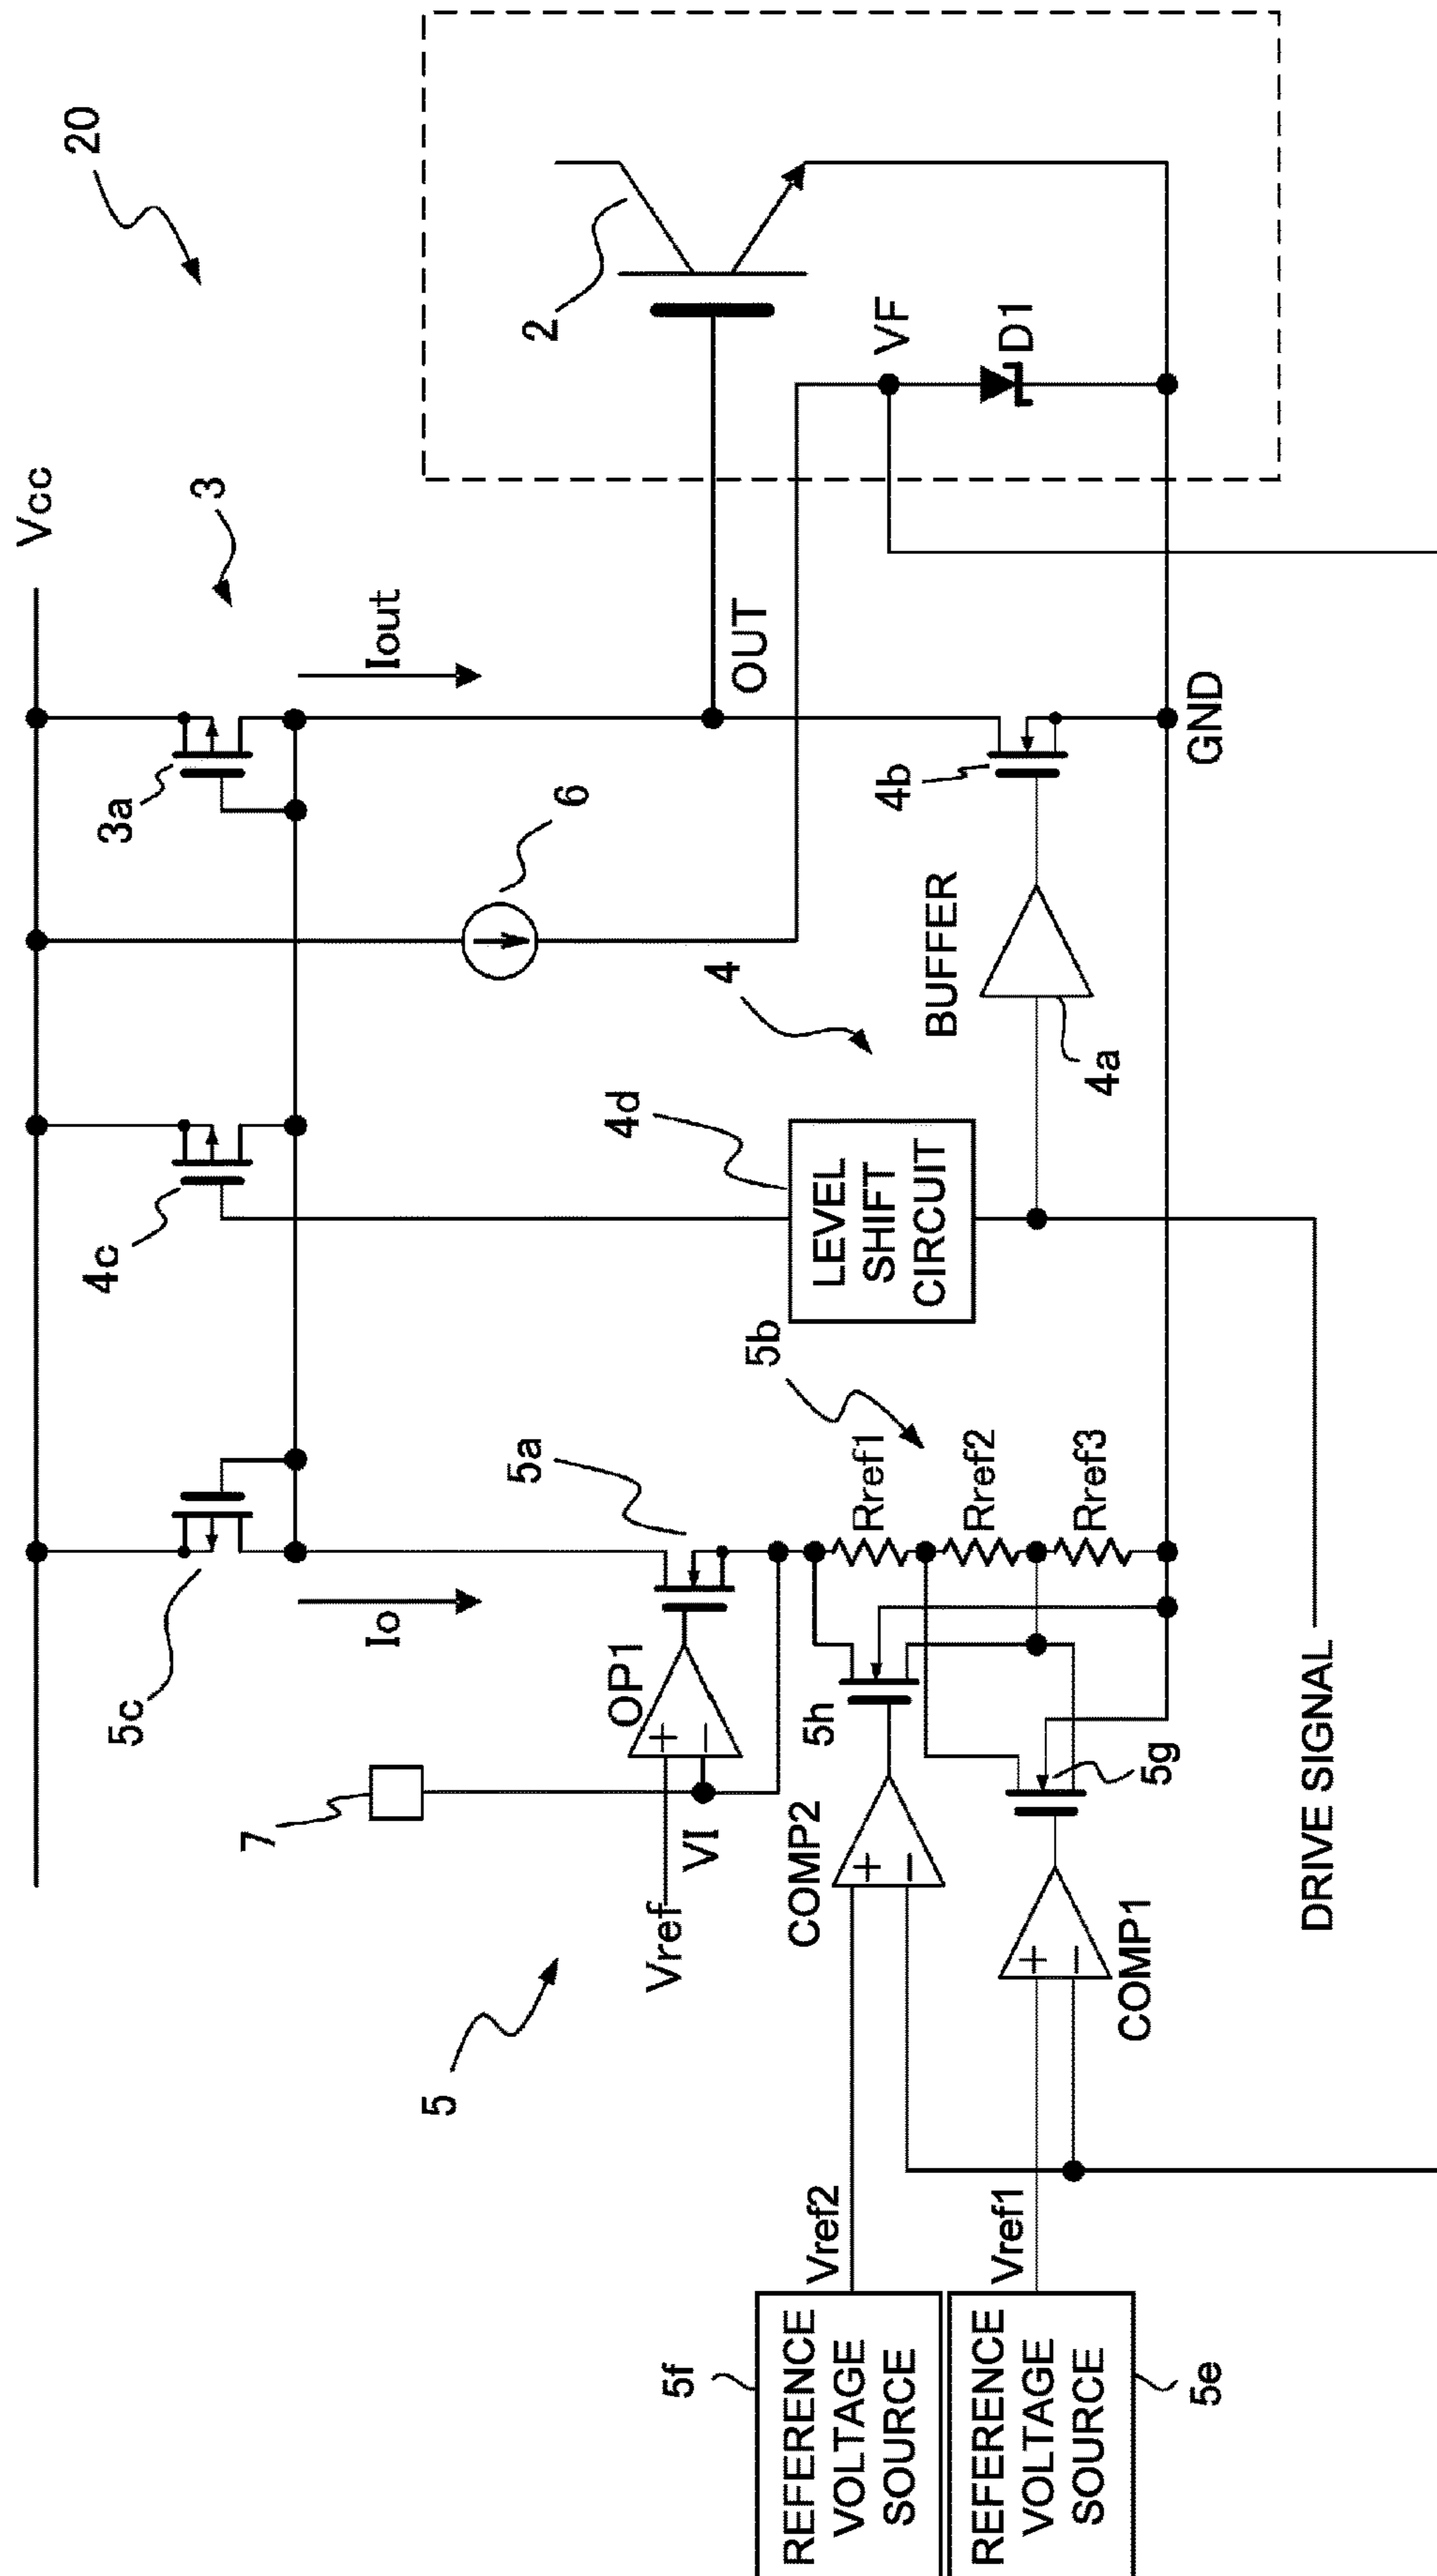 20
Vcc
3
3a
Iout
6
4c
5c
Io
2
VF
D1
OUT
4
4d
LEVEL
SHIFT
CIRCUIT
BUFFER
4a
4b
GND
7
OP1
+
−
5a
5b
Vref
VI
5
Rref1
Rref2
Rref3
5h
COMP2
+
−
5g
COMP1
+
−
DRIVE SIGNAL
Vref2
Vref1
5f
REFERENCE
VOLTAGE
SOURCE
REFERENCE
VOLTAGE
SOURCE
5e